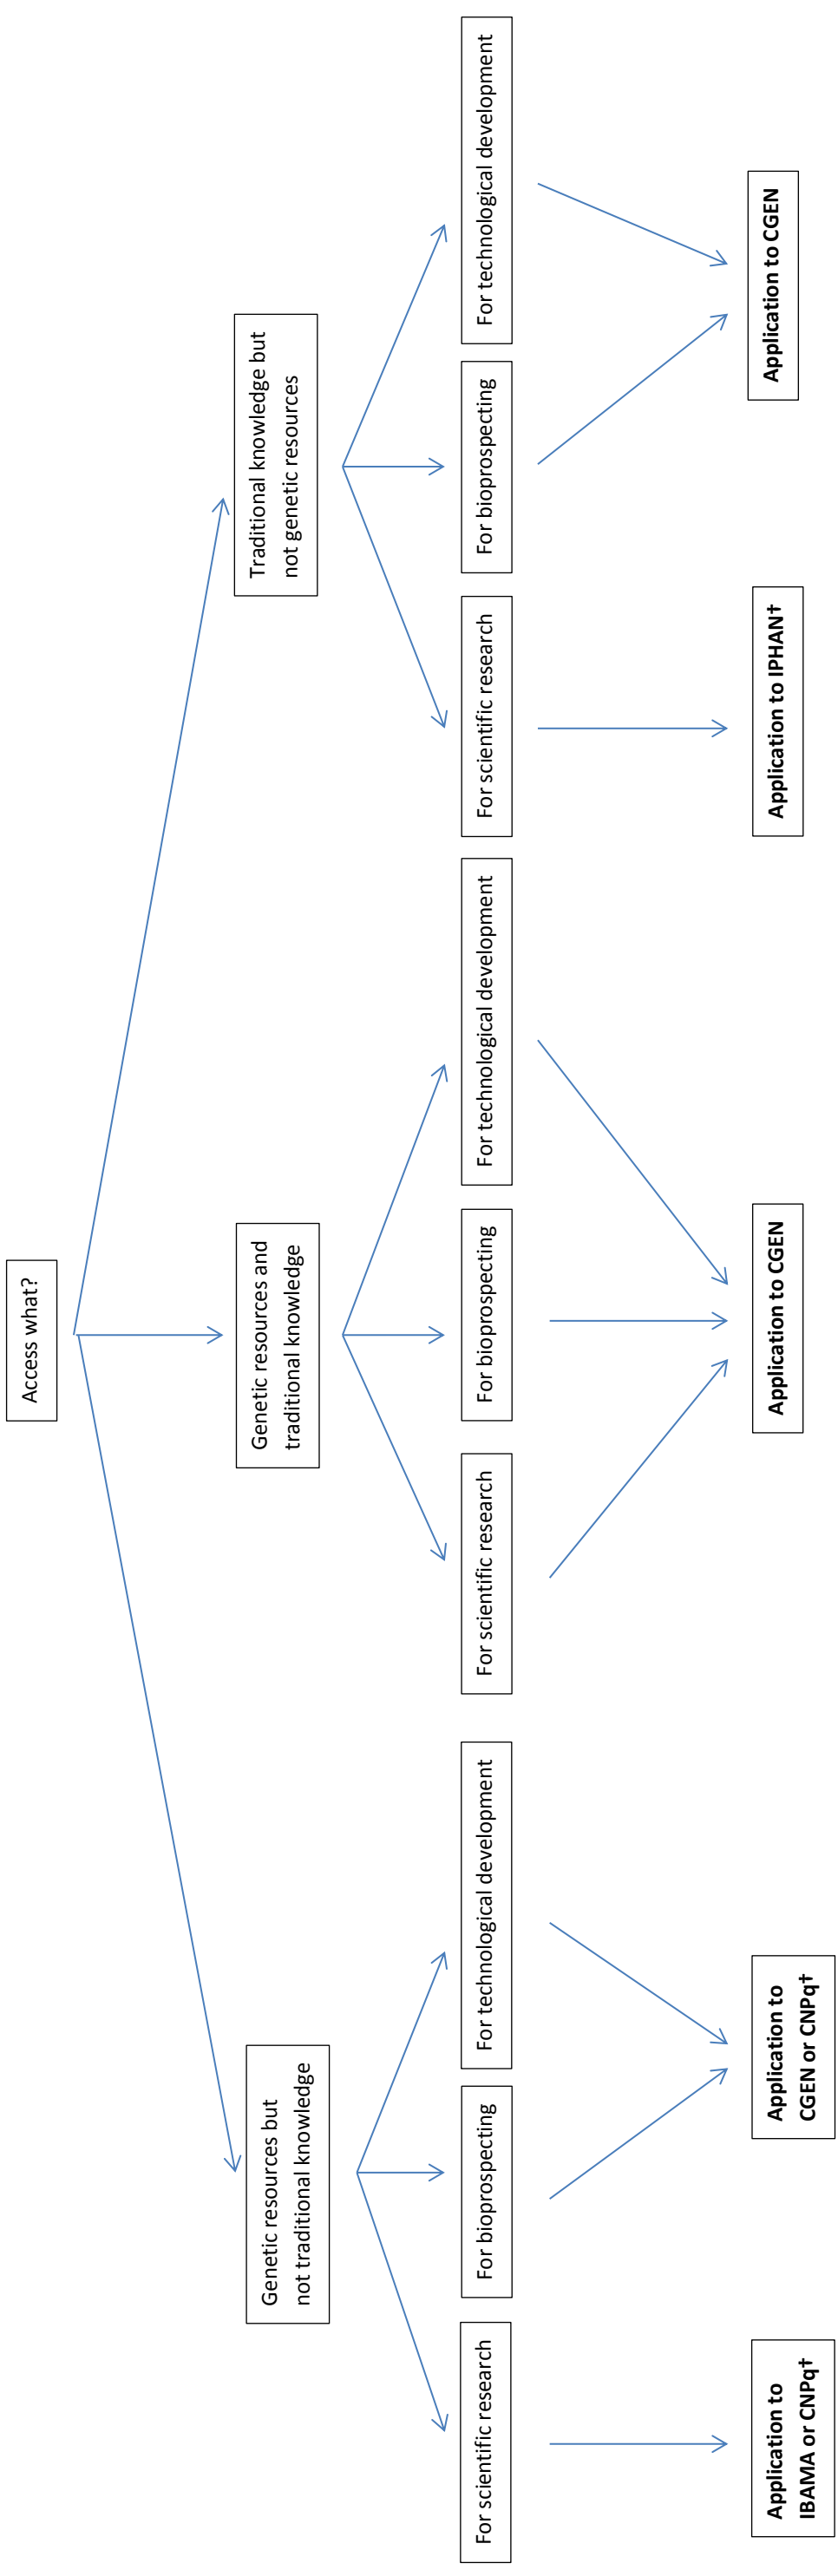 Access what?
Genetic resources but
not traditional knowledge
Genetic resources and
traditional knowledge
Traditional knowledge but
not genetic resources
For scientific research
For bioprospecting
For technological development
For scientific research
For bioprospecting
For technological development
For scientific research
For bioprospecting
For technological development
Application to
IBAMA or CNPq†
Application to
CGEN or CNPq†
Application to CGEN
Application to IPHAN†
Application to CGEN